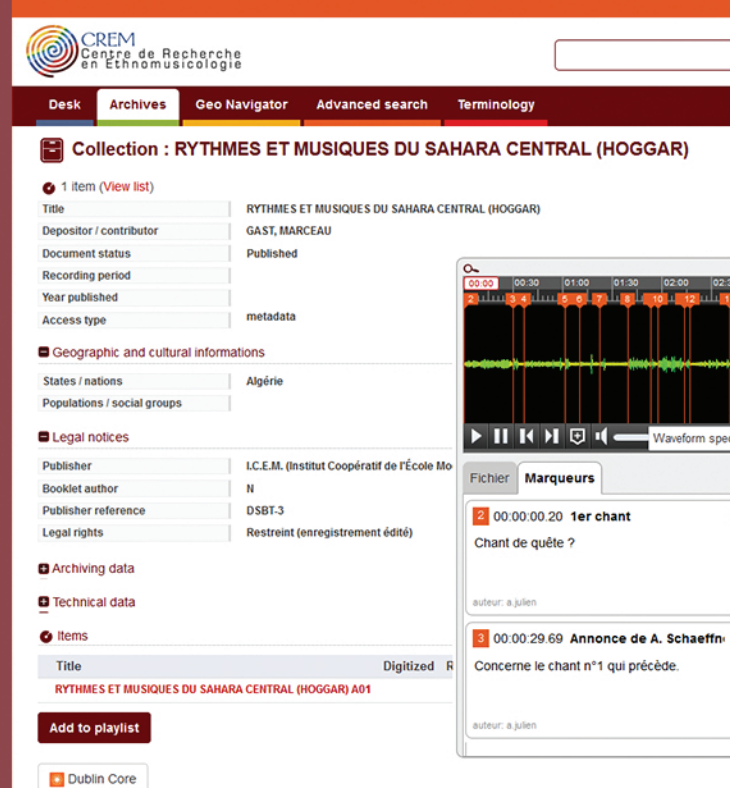 CREM
Centre de Recherche
en Ethnomusicologie
Desk Archives Geo Navigator Advanced search Terminology
Collection : RYTHMES ET MUSIQUES DU SAHARA CENTRAL (HOGGAR)
1 item (View list)
Title RYTHMES ET MUSIQUES DU SAHARA CENTRAL (HOGGAR)
Depositor / contributor GAST, MARCEAU
Document status Published
Recording period
Year published
Access type metadata
Geographic and cultural informations
States / nations Algérie
Populations / social groups
Legal notices
Publisher I.C.E.M. (Institut Coopératif de l'École Mo
Booklet author N
Publisher reference DSBT-3
Legal rights Restreint (enregistrement édité)
Archiving data
Technical data
Items
Title Digitized R
RYTHMES ET MUSIQUES DU SAHARA CENTRAL (HOGGAR) A01
Add to playlist
Dublin Core
00:00 00:30 01:00 01:30 02:00 02:3
2 3 4 5 6 7 8 10 12 1
Waveform spec
Fichier Marqueurs
2 00:00:00.20 1er chant
Chant de quête ?
auteur: a.julien
3 00:00:29.69 Annonce de A. Schaeffn
Concerne le chant n°1 qui précède.
auteur: a.julien